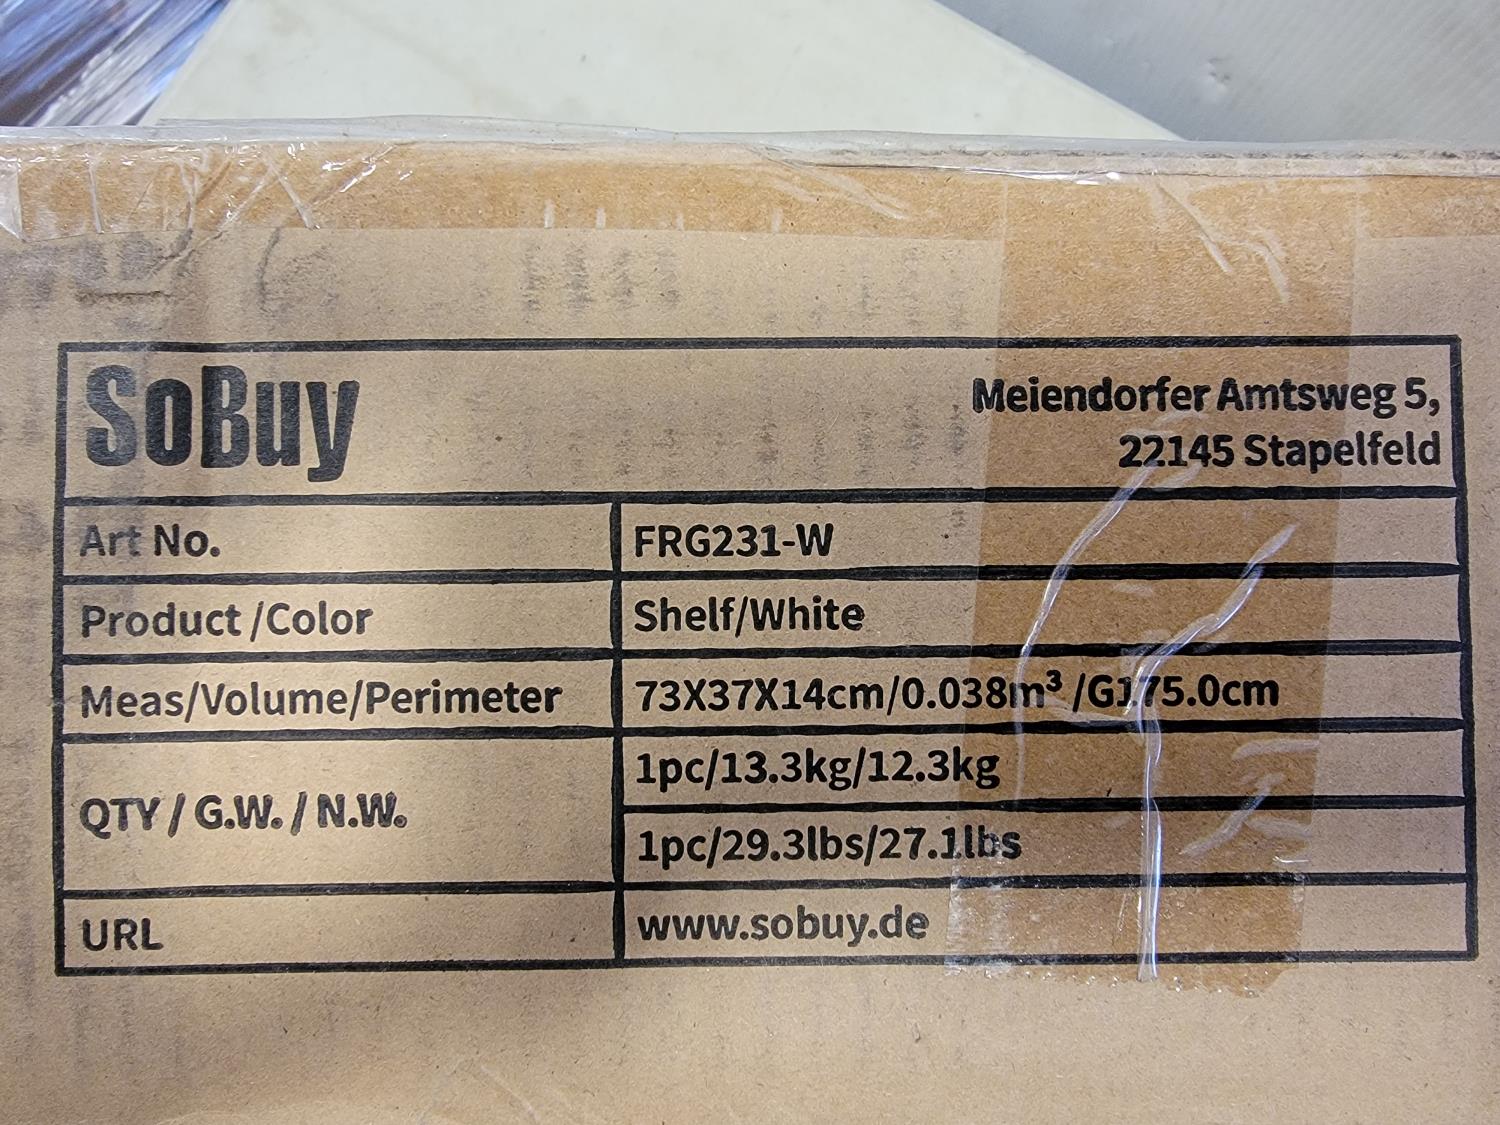 SoBuy
Meiendorfer Amtsweg 5,
22145 Stapelfeld
Art No.
FRG231-W
Product /Color
Shelf/White
Meas/Volume/Perimeter
73X37X14cm/0.038m³ /G175.0cm
QTY / G.W. / N.W.
1pc/13.3kg/12.3kg
1pc/29.3lbs/27.1lbs
URL
www.sobuy.de